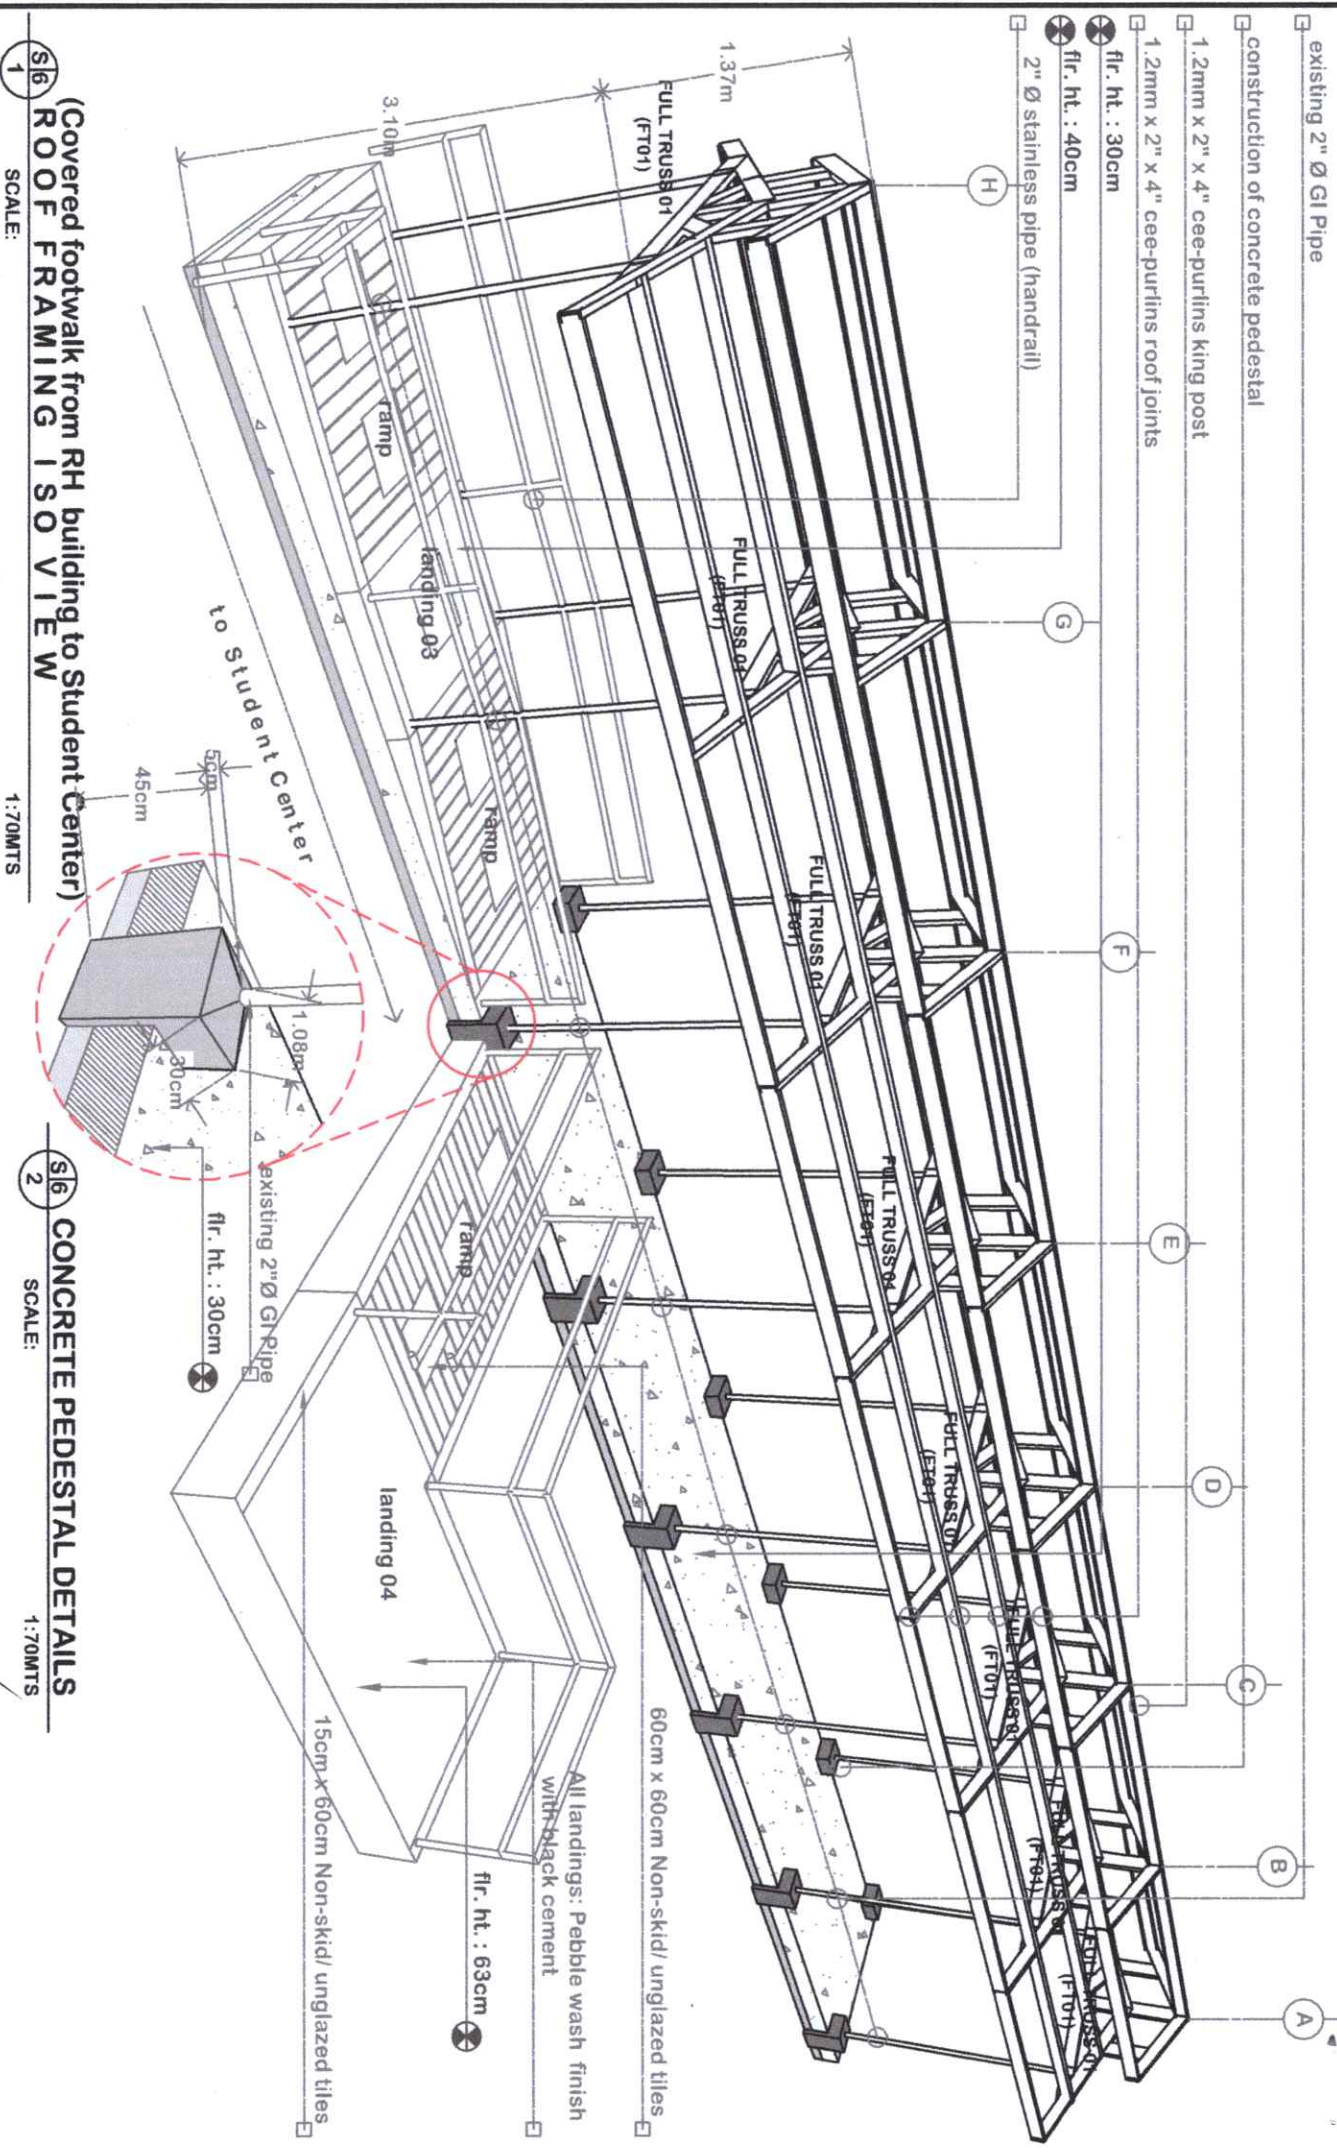 existing 2" Ø GI Pipe
construction of concrete pedestal
1.2mm x 2" x 4" cee-purlins king post
1.2mm x 2" x 4" cee-purlins roof joints
flr. ht. : 30cm
flr. ht. : 40cm
2" Ø stainless pipe (handrail)
H
G
F
E
D
C
B
A
1.37m
3.10m
FULL TRUSS 01
(FT01)
FULL TRUSS 01
(FT01)
FULL TRUSS 01
(FT01)
FULL TRUSS 01
(FT01)
FULL TRUSS 01
(FT01)
FULL TRUSS 01
(FT01)
FULL TRUSS 01
(FT01)
FULL TRUSS 01
(FT01)
ramp
landing 03
ramp
ramp
landing 04
to Student Center
5cm
45cm
1.08m
30cm
existing 2"Ø GI Pipe
flr. ht. : 30cm
60cm x 60cm Non-skid/ unglazed tiles
All landings: Pebble wash finish
with black cement
flr. ht. : 63cm
15cm x 60cm Non-skid/ unglazed tiles
(Covered footwalk from RH building to Student Center)
S6
1
ROOF FRAMING ISO VIEW
SCALE:
1:70MTS
S6
2
CONCRETE PEDESTAL DETAILS
SCALE:
1:70MTS